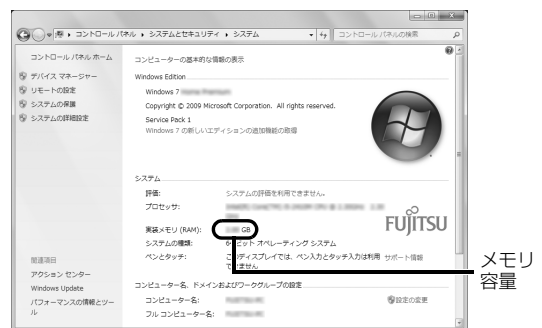 コントロール パネル ▸ システムとセキュリティ ▸ システム
コントロール パネルの検索
コントロール パネル ホーム
デバイス マネージャー
リモートの設定
システムの保護
システムの詳細設定
コンピューターの基本的な情報の表示
Windows Edition
Windows 7
Copyright © 2009 Microsoft Corporation. All rights reserved.
Service Pack 1
Windows 7 の新しいエディションの追加機能の取得
システム
評価: システムの評価を利用できません。
プロセッサ:
実装メモリ (RAM): GB
システムの種類: ビット オペレーティング システム
ペンとタッチ: このディスプレイでは、ペン入力とタッチ入力は利用できません
FUJITSU
サポート情報
コンピューター名、ドメインおよびワークグループの設定
コンピューター名:
設定の変更
フル コンピューター名:
関連項目
アクション センター
Windows Update
パフォーマンスの情報とツール
メモリ
容量